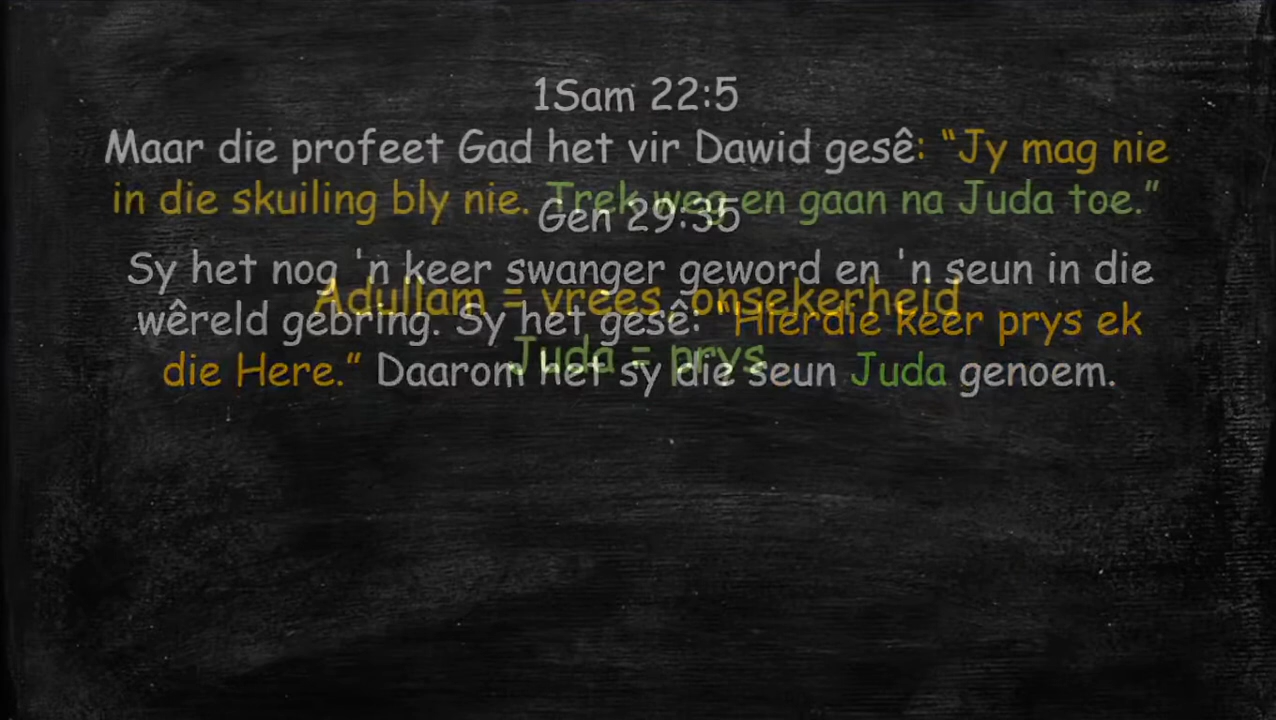 1Sam 22:5
Maar die profeet Gad het vir Dawid gesê: “Jy mag nie
in die skuiling bly nie. Trek weg en gaan na Juda toe.”
Adullam = vrees, onsekerheid
Juda = prys
Gen 29:35
Sy het nog 'n keer swanger geword en 'n seun in die
wêreld gebring. Sy het gesê: “Hierdie keer prys ek
die Here.” Daarom het sy die seun Juda genoem.